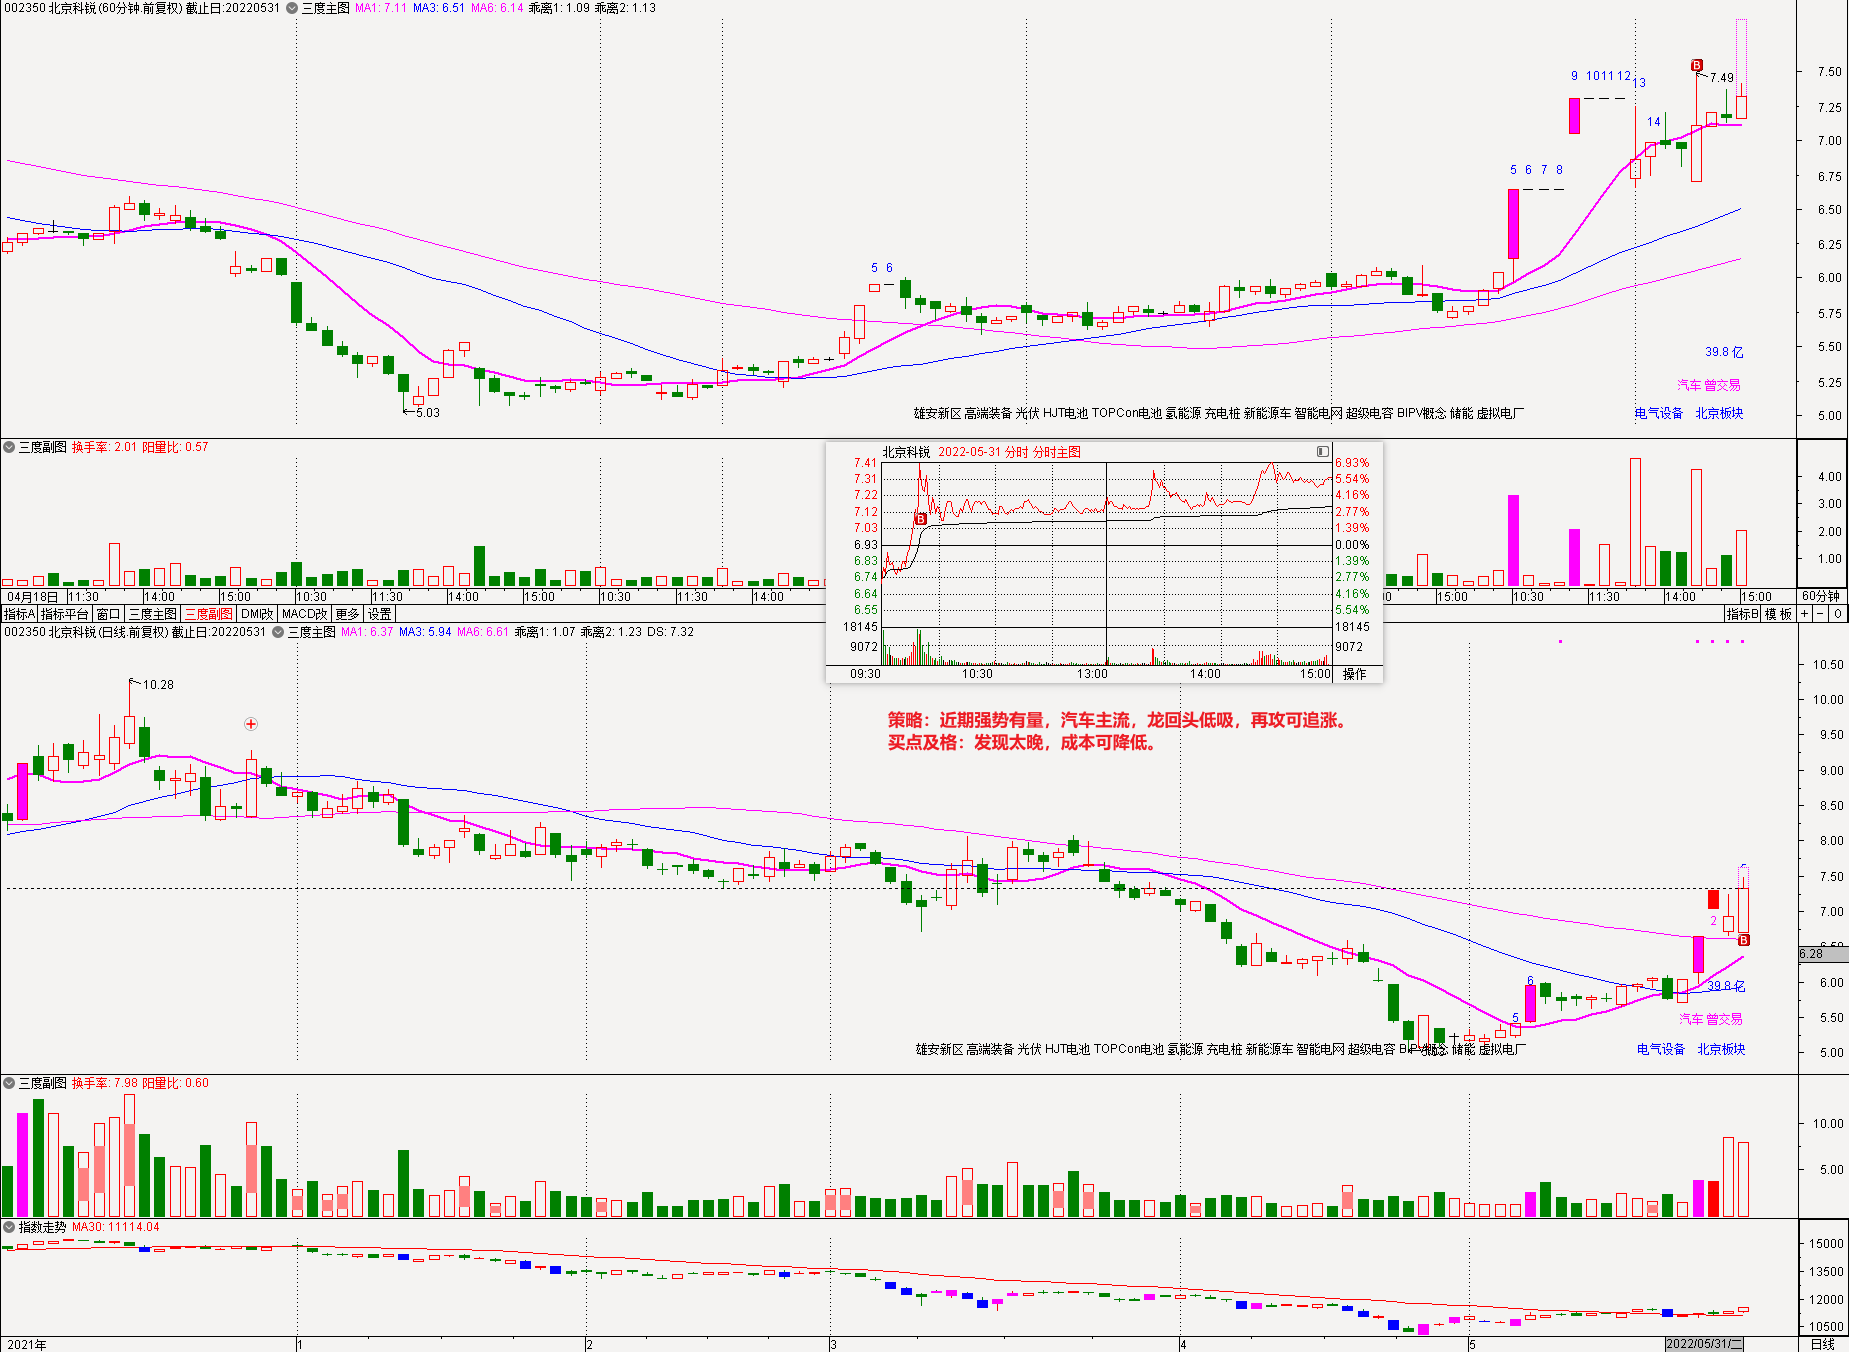 002350 北京科锐(60分钟.前复权) 截止日:20220531 三度主图 MA1: 7.11 MA3: 6.51 MA6: 6.14 乖离1: 1.09 乖离2: 1.13
9 10 11 12 13
14
B
7.49
5 6 7 8
5 6
5.03
39.8 亿
汽车 曾交易
雄安新区 高端装备 光伏 HJT电池 TOPCon电池 氢能源 充电桩 新能源车 智能电网 超级电容 BIPV概念 储能 虚拟电厂
电气设备 北京板块
7.50
7.25
7.00
6.75
6.50
6.25
6.00
5.75
5.50
5.25
5.00
三度副图 换手率: 2.01 阳量比: 0.57
4.00
3.00
2.00
1.00
04月18日 11:30 14:00 15:00 10:30 11:30 14:00 15:00 10:30 11:30 14:00 15:00 10:30 11:30 14:00 15:00 60分钟
北京科锐 2022-05-31 分时 分时主图
7.41 6.93%
7.31 5.54%
7.22 4.16%
7.12 2.77%
7.03 1.39%
6.93 0.00%
6.83 1.39%
6.74 2.77%
6.64 4.16%
6.55 5.54%
18145 18145
9072 9072
B
09:30 10:30 13:00 14:00 15:00 操作
指标A 指标平台 窗口 三度主图 三度副图 DMI改 MACD改 更多 设置
指标B 模 板 + - 0
002350 北京科锐(日线.前复权) 截止日:20220531 三度主图 MA1: 6.37 MA3: 5.94 MA6: 6.61 乖离1: 1.07 乖离2: 1.23 DS: 7.32
10.28
策略：近期强势有量，汽车主流，龙回头低吸，再攻可追涨。
买点及格：发现太晚，成本可降低。
2
B
6
5
39.8 亿
汽车 曾交易
雄安新区 高端装备 光伏 HJT电池 TOPCon电池 氢能源 充电桩 新能源车 智能电网 超级电容 BIPV概念 储能 虚拟电厂
电气设备 北京板块
10.50
10.00
9.50
9.00
8.50
8.00
7.50
7.00
6.28
6.00
5.50
5.00
三度副图 换手率: 7.98 阳量比: 0.60
10.00
5.00
指数走势 MA30: 11114.04
15000
13500
12000
10500
2021年 1 2 3 4 5 2022/05/31/二 日线